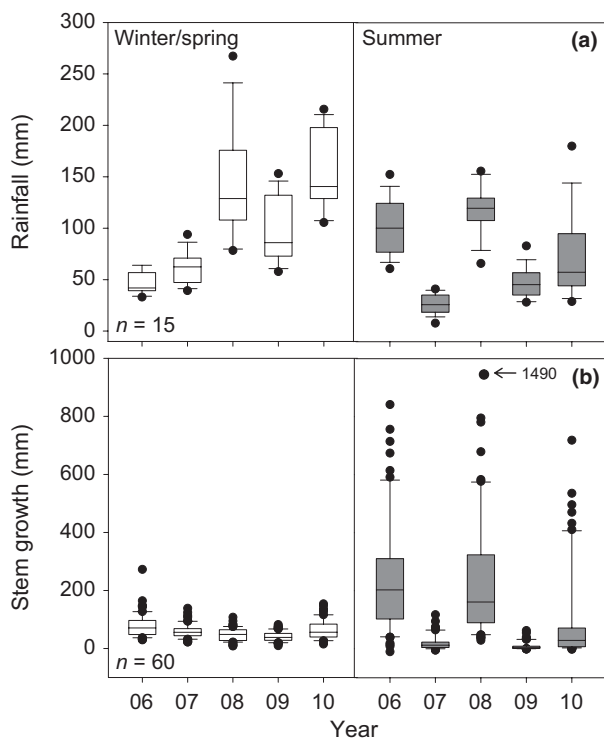 Winter/spring
Summer
(a)
Rainfall (mm)
300
250
200
150
100
50
0
n = 15
1000
800
600
400
200
0
Stem growth (mm)
1490
(b)
n = 60
06 07 08 09 10 06 07 08 09 10
Year